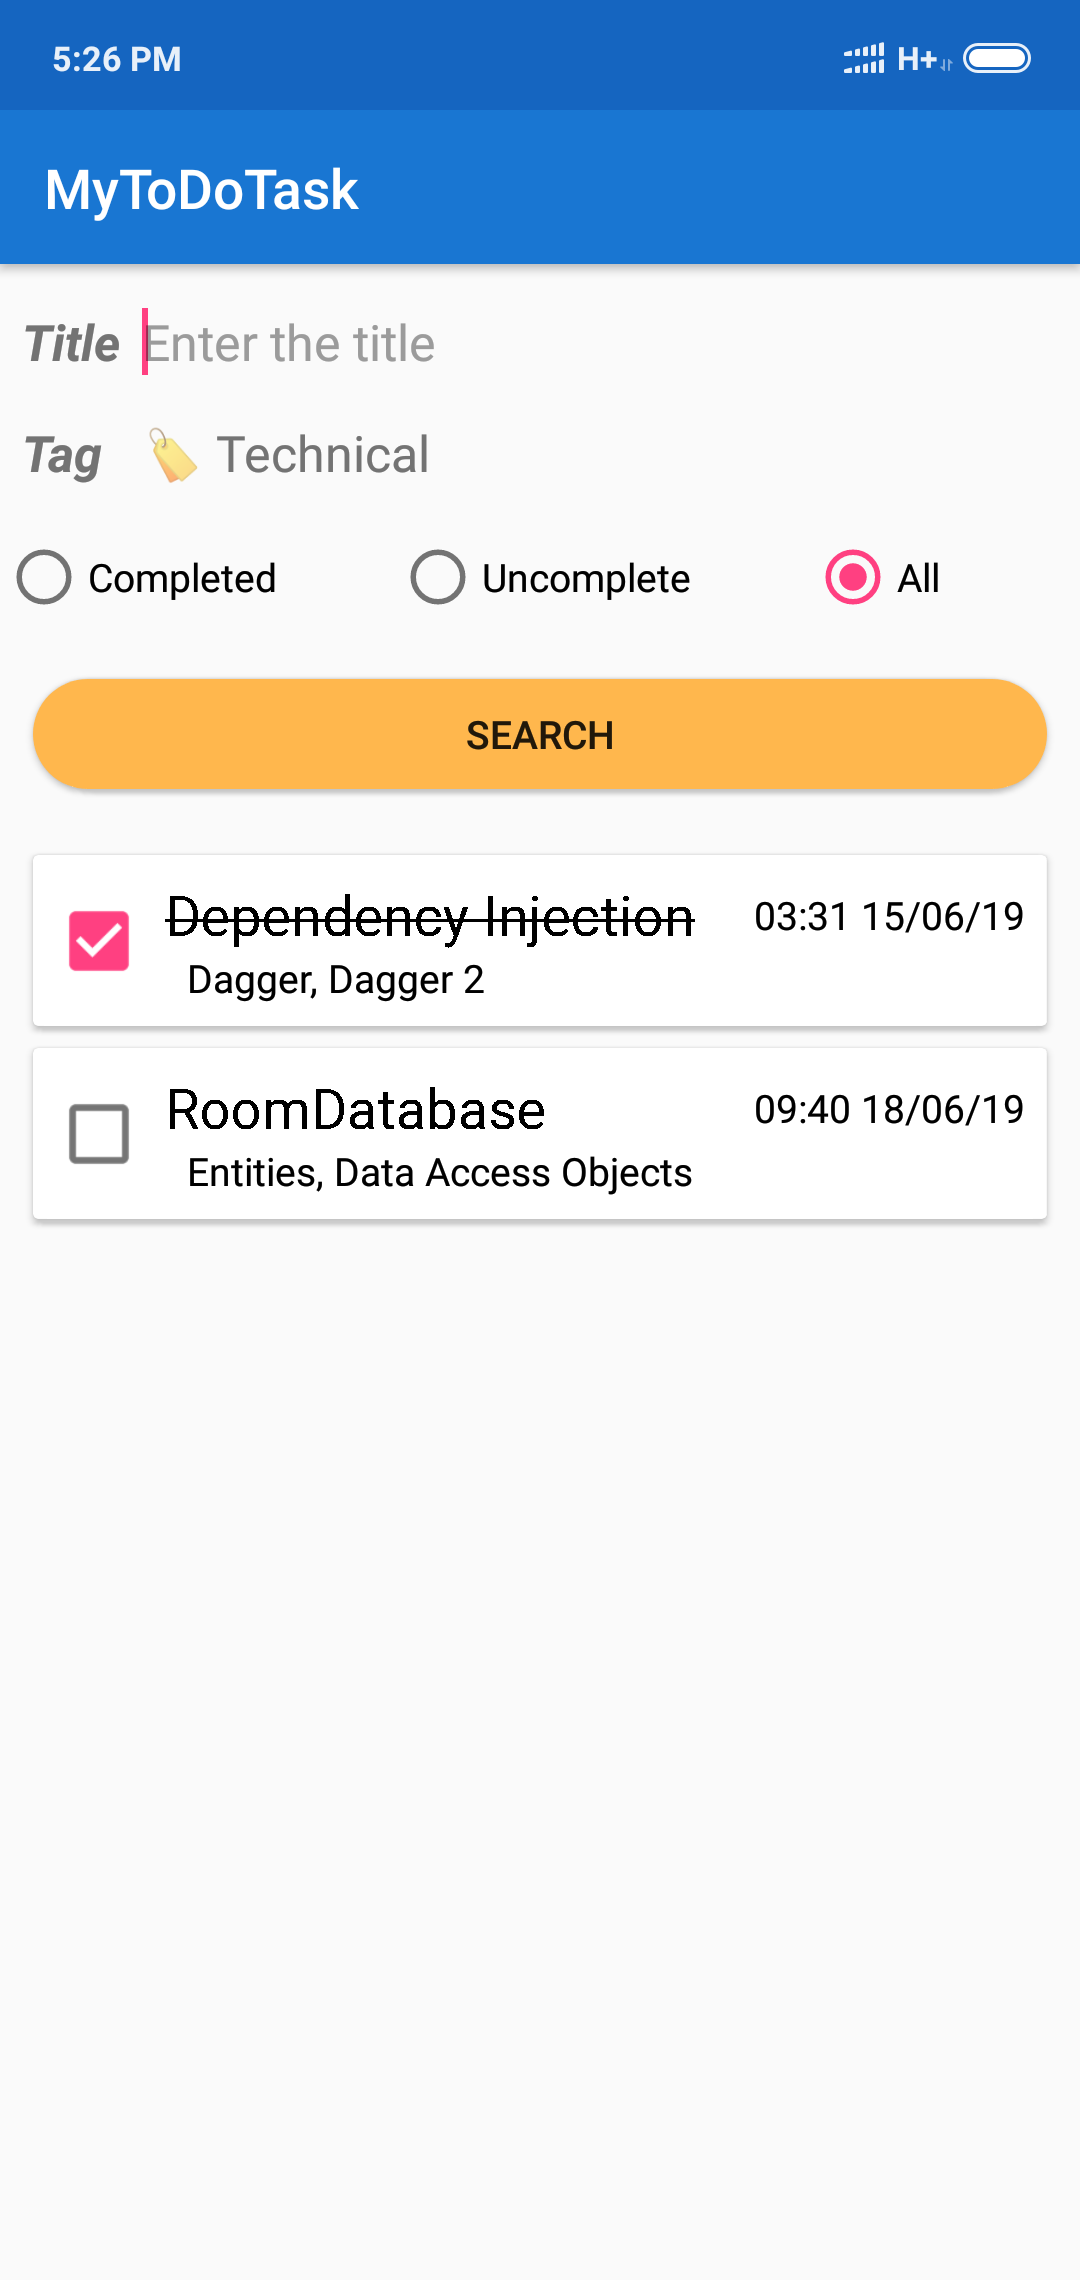 5:26 PM H+
MyToDoTask
Title Enter the title
Tag Technical
Completed Uncomplete All
SEARCH
Dependency Injection 03:31 15/06/19
Dagger, Dagger 2
RoomDatabase 09:40 18/06/19
Entities, Data Access Objects